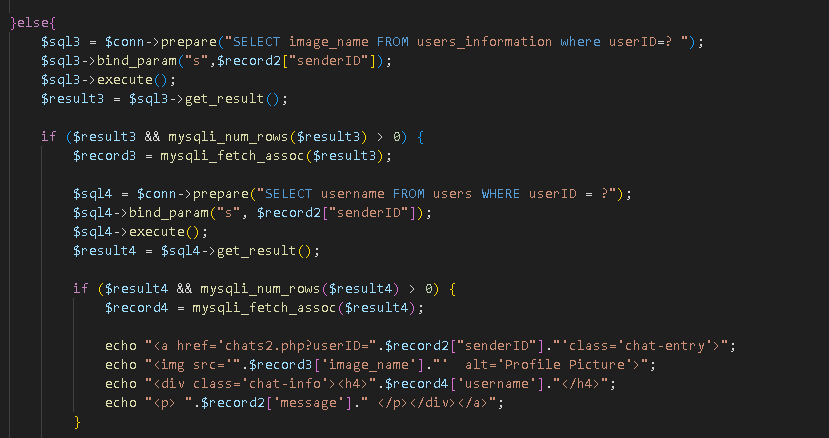 }else{
$sql3 = $conn->prepare("SELECT image_name FROM users_information where userID=? ");
$sql3->bind_param("s",$record2["senderID"]);
$sql3->execute();
$result3 = $sql3->get_result();
if ($result3 && mysqli_num_rows($result3) > 0) {
$record3 = mysqli_fetch_assoc($result3);
$sql4 = $conn->prepare("SELECT username FROM users WHERE userID = ?");
$sql4->bind_param("s", $record2["senderID"]);
$sql4->execute();
$result4 = $sql4->get_result();
if ($result4 && mysqli_num_rows($result4) > 0) {
$record4 = mysqli_fetch_assoc($result4);
echo "<a href='chats2.php?userID=".$record2["senderID"]."'class='chat-entry'>";
echo "<img src='".$record3['image_name']."'  alt='Profile Picture'>";
echo "<div class='chat-info'><h4>".$record4['username']."</h4>";
echo "<p> ".$record2['message']." </p></div></a>";
}